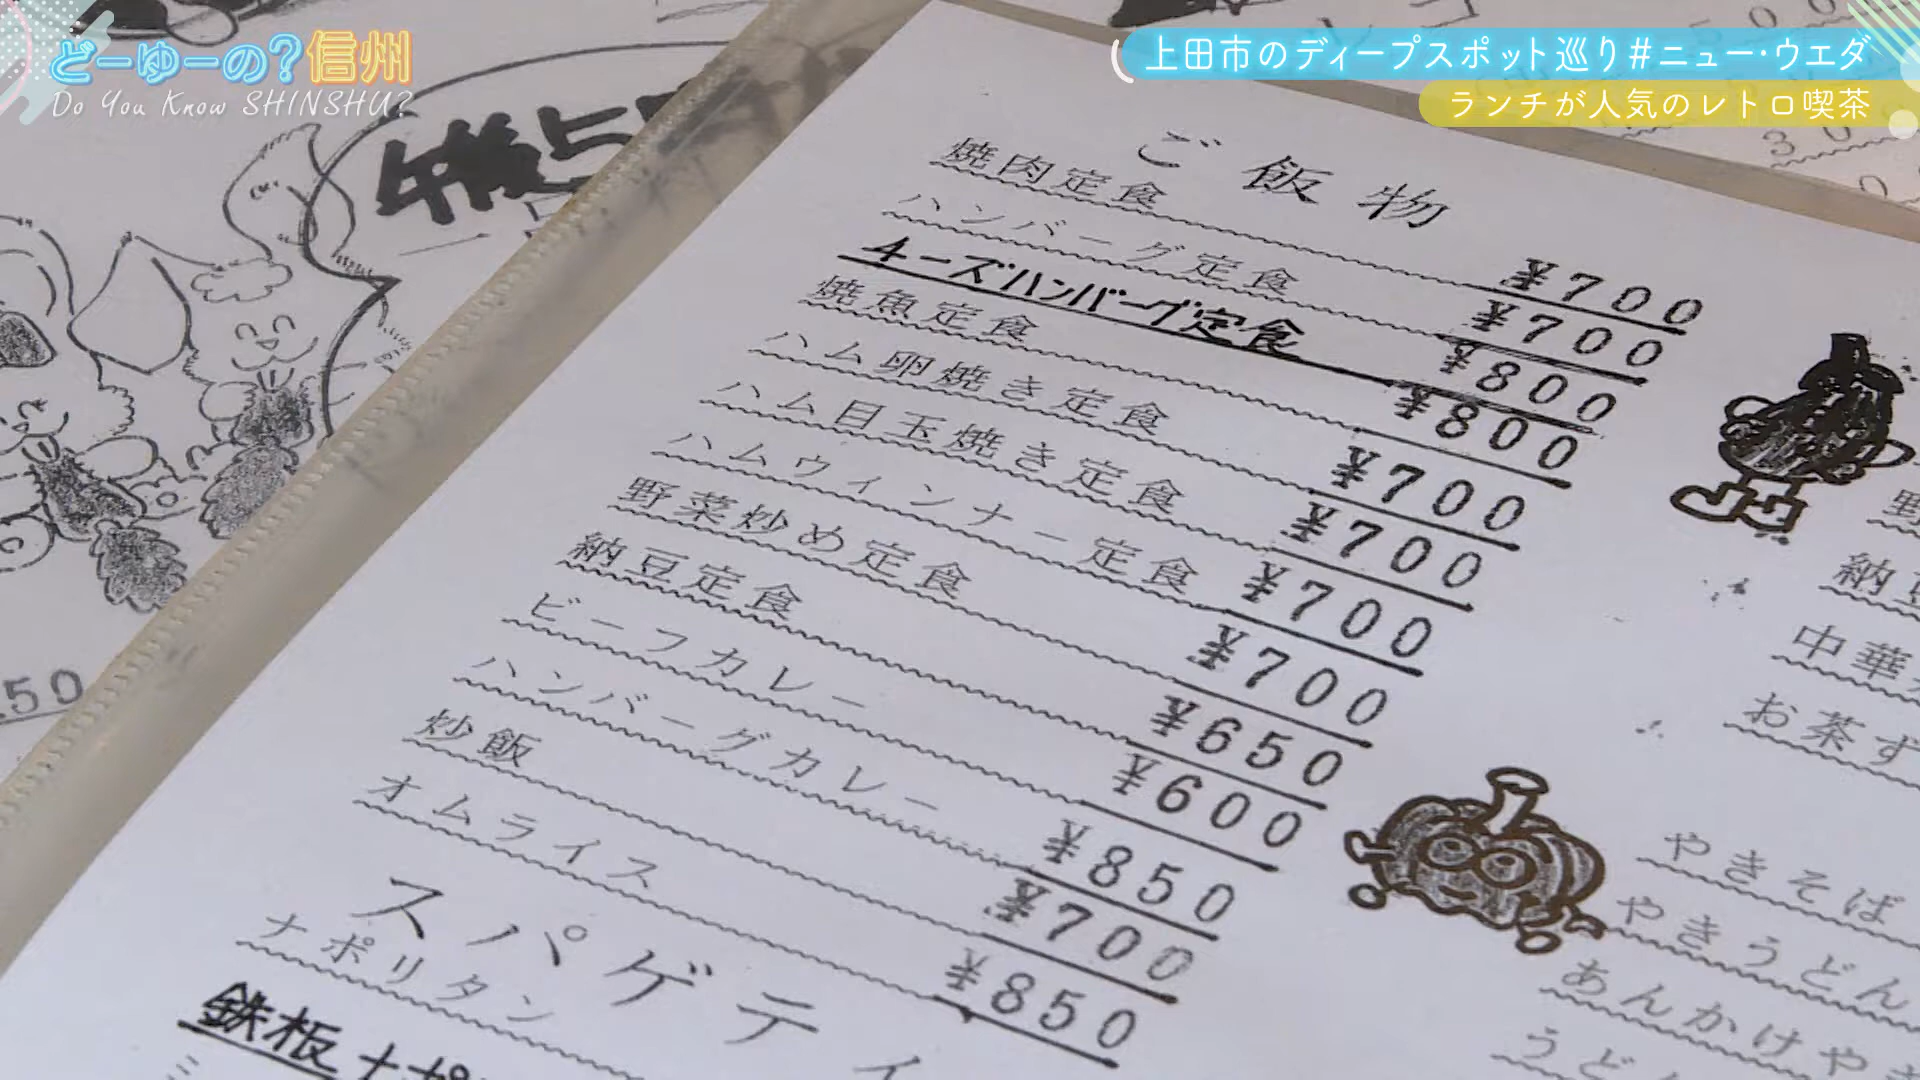 どーゆーの?信州
Do You Know SHINSHU?
上田市のディープスポット巡り#ニュー・ウエダ
ランチが人気のレトロ喫茶
ご飯物
焼肉定食 ¥700
ハンバーグ定食 ¥700
チーズハンバーグ定食 ¥800
焼魚定食 ¥800
ハム卵焼き定食 ¥700
ハム目玉焼き定食 ¥700
ハムウィンナー定食 ¥700
野菜炒め定食 ¥700
納豆定食 ¥650
ビーフカレー ¥600
ハンバーグカレー ¥850
炒飯 ¥700
オムライス ¥850
スパゲティ
ナポリタン
鉄板ナポ
野
納豆
中華
お茶ず
やきそば
やきうどん
あんかけや
うど
午後
50